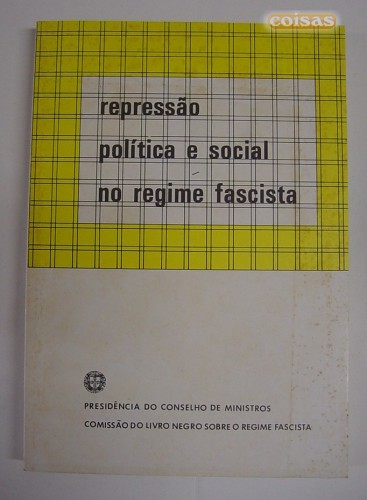 coisas
repressão
política e social
no regime fascista
PRESIDÊNCIA DO CONSELHO DE MINISTROS
COMISSÃO DO LIVRO NEGRO SOBRE O REGIME FASCISTA